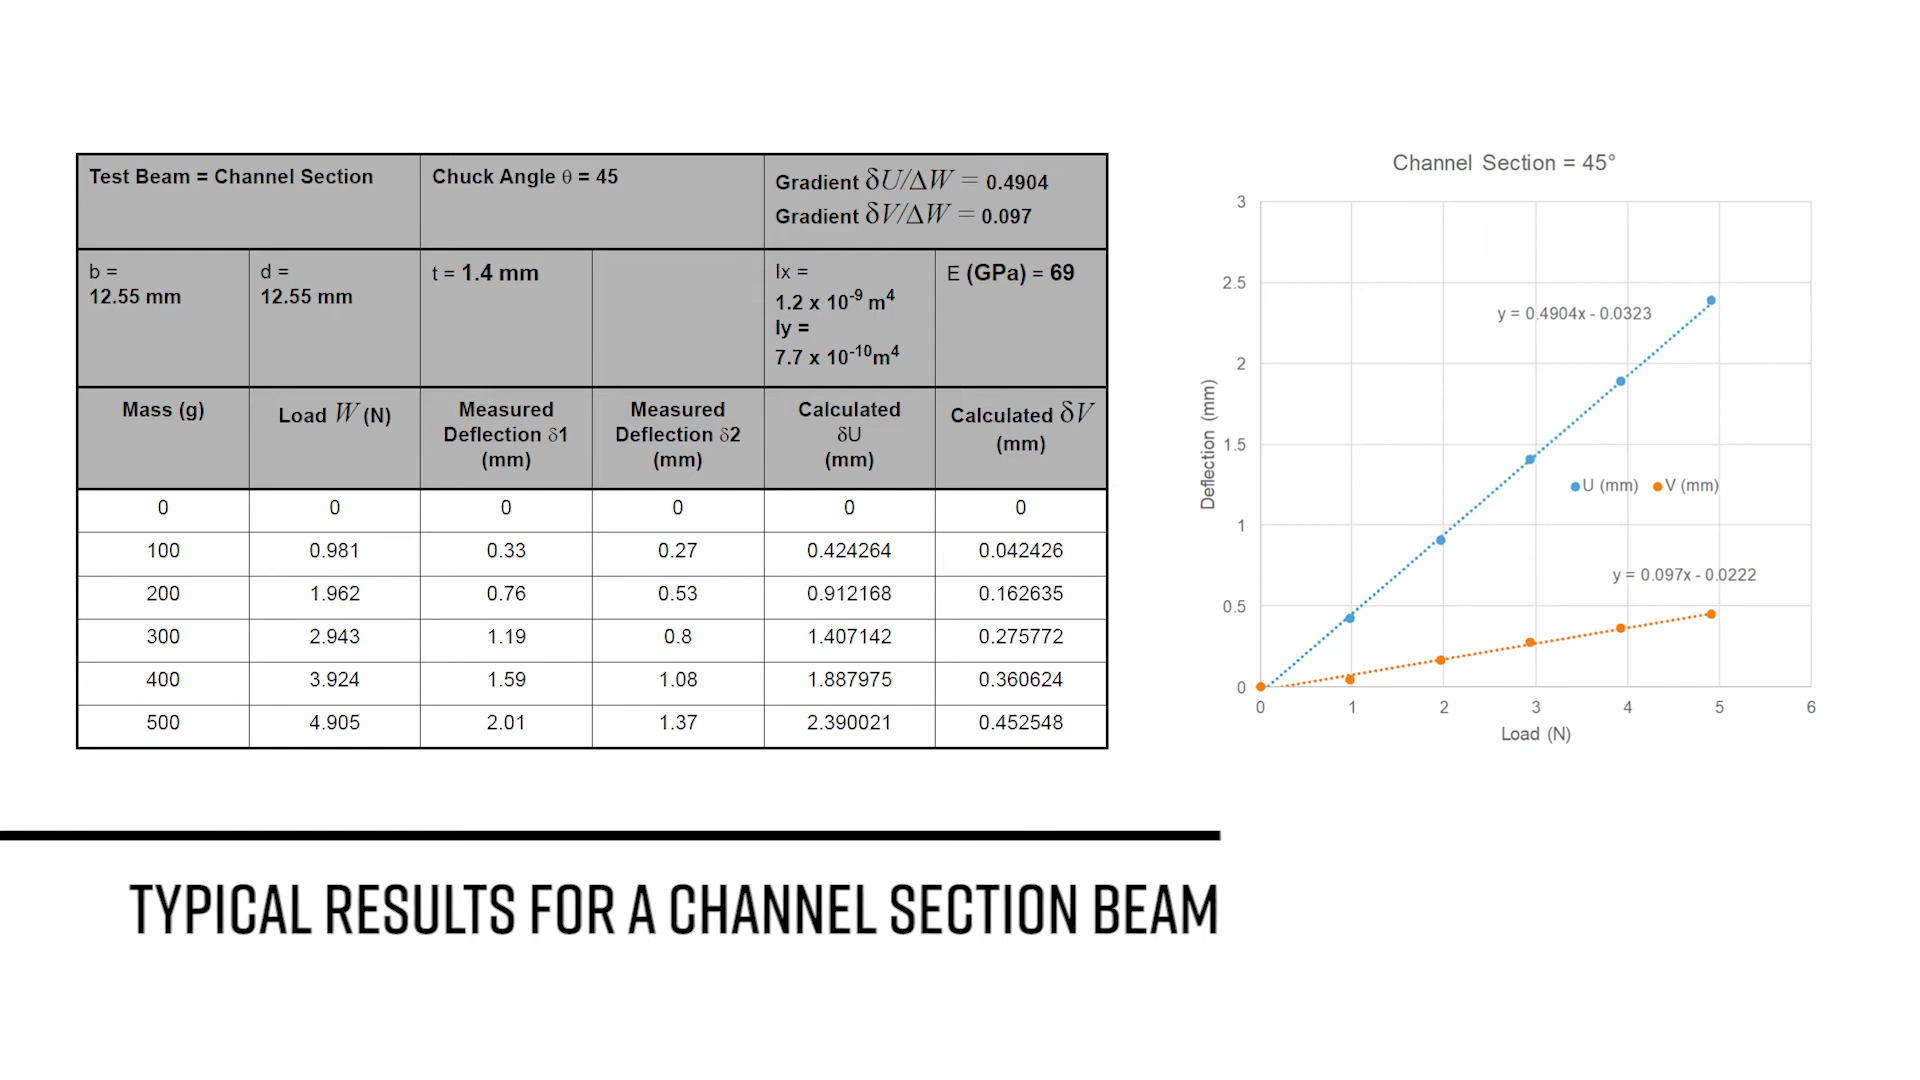 Test Beam = Channel Section
Chuck Angle θ = 45
Gradient δU/ΔW = 0.4904
Gradient δV/ΔW = 0.097
b =
12.55 mm
d =
12.55 mm
t = 1.4 mm
Ix =
1.2 x 10⁻⁹ m⁴
Iy =
7.7 x 10⁻¹⁰m⁴
E (GPa) = 69
Mass (g)
Load W (N)
Measured
Deflection δ1
(mm)
Measured
Deflection δ2
(mm)
Calculated
δU
(mm)
Calculated δV
(mm)
0 0 0 0 0 0
100 0.981 0.33 0.27 0.424264 0.042426
200 1.962 0.76 0.53 0.912168 0.162635
300 2.943 1.19 0.8 1.407142 0.275772
400 3.924 1.59 1.08 1.887975 0.360624
500 4.905 2.01 1.37 2.390021 0.452548
Channel Section = 45°
3
2.5
2
1.5
1
0.5
0
Deflection (mm)
y = 0.4904x - 0.0323
U (mm) V (mm)
y = 0.097x - 0.0222
0 1 2 3 4 5 6
Load (N)
TYPICAL RESULTS FOR A CHANNEL SECTION BEAM